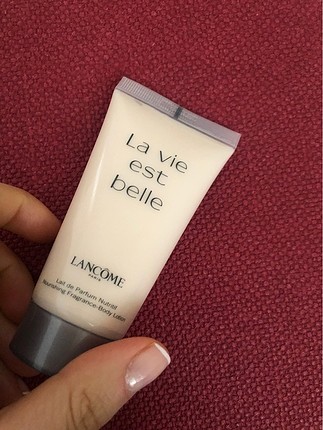 La vie
est
belle
LANCÔME
PARIS
Lait de Parfum Nutritif
Nourishing Fragrance-Body Lotion